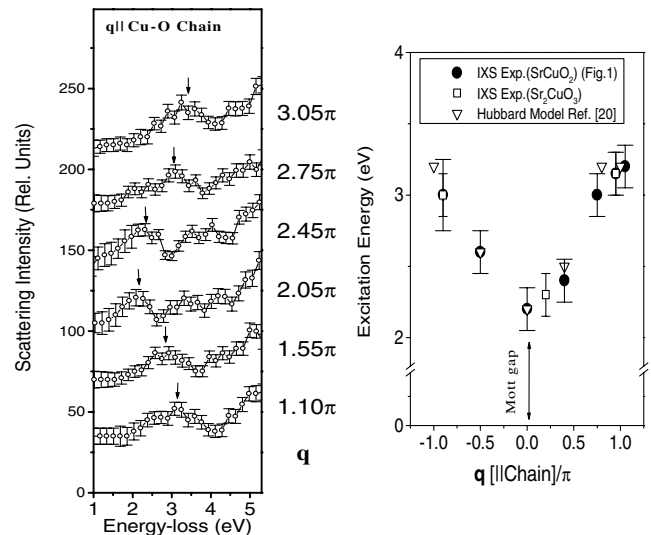 q|| Cu-O Chain
Scattering Intensity (Rel. Units)
250
200
150
100
50
0
3.05π
2.75π
2.45π
2.05π
1.55π
1.10π
q
1 2 3 4 5
Energy-loss (eV)
IXS Exp.(SrCuO₂) (Fig.1)
IXS Exp.(Sr₂CuO₃)
Hubbard Model Ref. [20]
Excitation Energy (eV)
4
3
2
0
Mott gap
-1.0 -0.5 0.0 0.5 1.0
q [||Chain]/π